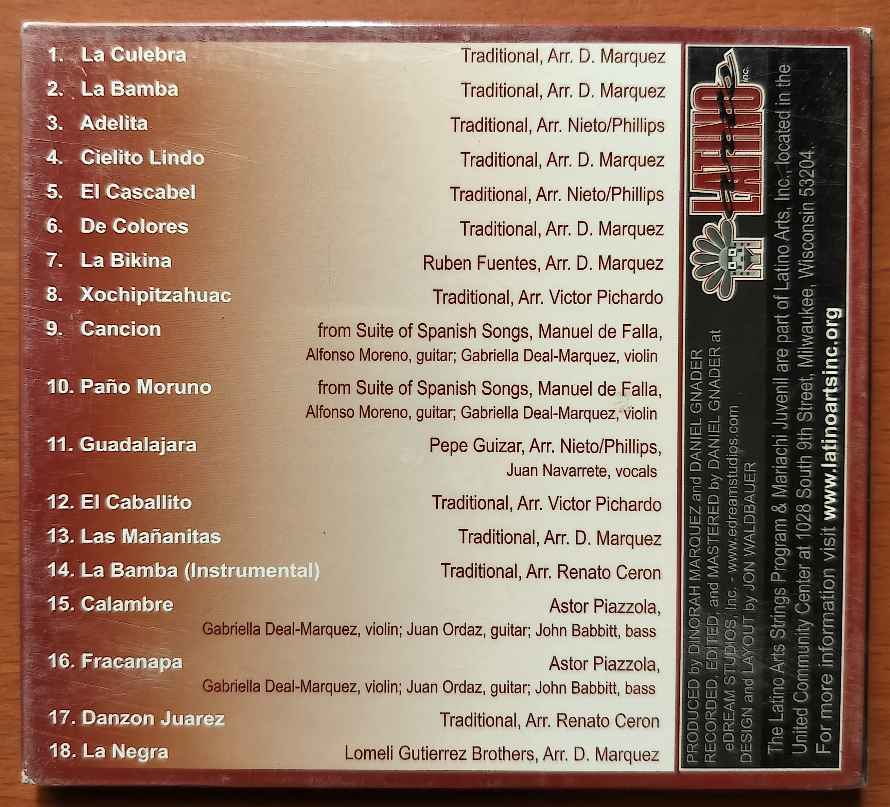 1. La Culebra Traditional, Arr. D. Marquez
2. La Bamba Traditional, Arr. D. Marquez
3. Adelita Traditional, Arr. Nieto/Phillips
4. Cielito Lindo Traditional, Arr. D. Marquez
5. El Cascabel Traditional, Arr. Nieto/Phillips
6. De Colores Traditional, Arr. D. Marquez
7. La Bikina Ruben Fuentes, Arr. D. Marquez
8. Xochipitzahuac Traditional, Arr. Victor Pichardo
9. Cancion from Suite of Spanish Songs, Manuel de Falla,
Alfonso Moreno, guitar; Gabriella Deal-Marquez, violin
10. Paño Moruno from Suite of Spanish Songs, Manuel de Falla,
Alfonso Moreno, guitar; Gabriella Deal-Marquez, violin
11. Guadalajara Pepe Guizar, Arr. Nieto/Phillips,
Juan Navarrete, vocals
12. El Caballito Traditional, Arr. Victor Pichardo
13. Las Mañanitas Traditional, Arr. D. Marquez
14. La Bamba (Instrumental) Traditional, Arr. Renato Ceron
15. Calambre Astor Piazzola,
Gabriella Deal-Marquez, violin; Juan Ordaz, guitar; John Babbitt, bass
16. Fracanapa Astor Piazzola,
Gabriella Deal-Marquez, violin; Juan Ordaz, guitar; John Babbitt, bass
17. Danzon Juarez Traditional, Arr. Renato Ceron
18. La Negra Lomeli Gutierrez Brothers, Arr. D. Marquez
LATINO
arts
inc.
PRODUCED by DINORAH MARQUEZ and DANIEL GNADER
RECORDED, EDITED, and MASTERED by DANIEL GNADER at
eDREAM STUDIOS, Inc. - www.edreamstudios.com
DESIGN and LAYOUT by JON WALDBAUER
The Latino Arts Strings Program & Mariachi Juvenil are part of Latino Arts, Inc., located in the
United Community Center at 1028 South 9th Street, Milwaukee, Wisconsin 53204.
For more information visit www.latinoartsinc.org